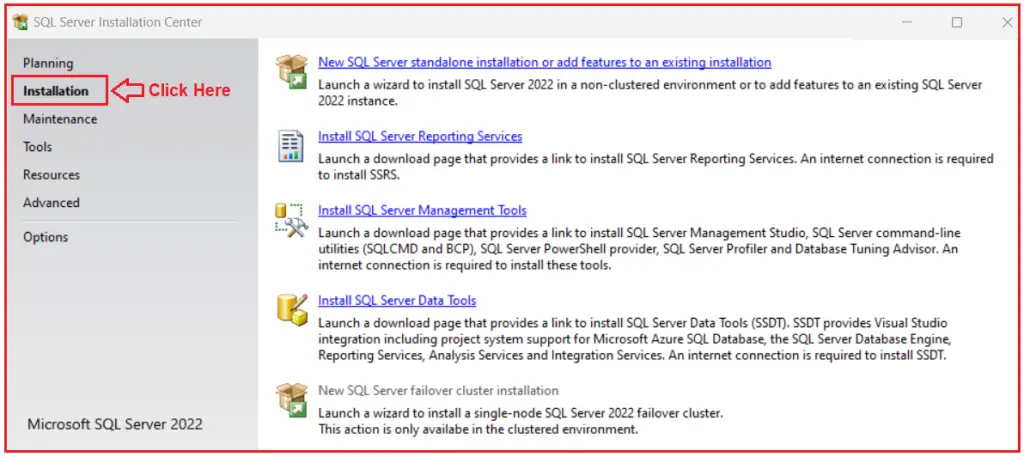 SQL Server Installation Center
Planning
Installation
Click Here
Maintenance
Tools
Resources
Advanced
Options
Microsoft SQL Server 2022
New SQL Server standalone installation or add features to an existing installation
Launch a wizard to install SQL Server 2022 in a non-clustered environment or to add features to an existing SQL Server
2022 instance.
Install SQL Server Reporting Services
Launch a download page that provides a link to install SQL Server Reporting Services. An internet connection is required
to install SSRS.
Install SQL Server Management Tools
Launch a download page that provides a link to install SQL Server Management Studio, SQL Server command-line
utilities (SQLCMD and BCP), SQL Server PowerShell provider, SQL Server Profiler and Database Tuning Advisor. An
internet connection is required to install these tools.
Install SQL Server Data Tools
Launch a download page that provides a link to install SQL Server Data Tools (SSDT). SSDT provides Visual Studio
integration including project system support for Microsoft Azure SQL Database, the SQL Server Database Engine,
Reporting Services, Analysis Services and Integration Services. An internet connection is required to install SSDT.
New SQL Server failover cluster installation
Launch a wizard to install a single-node SQL Server 2022 failover cluster.
This action is only availabe in the clustered environment.